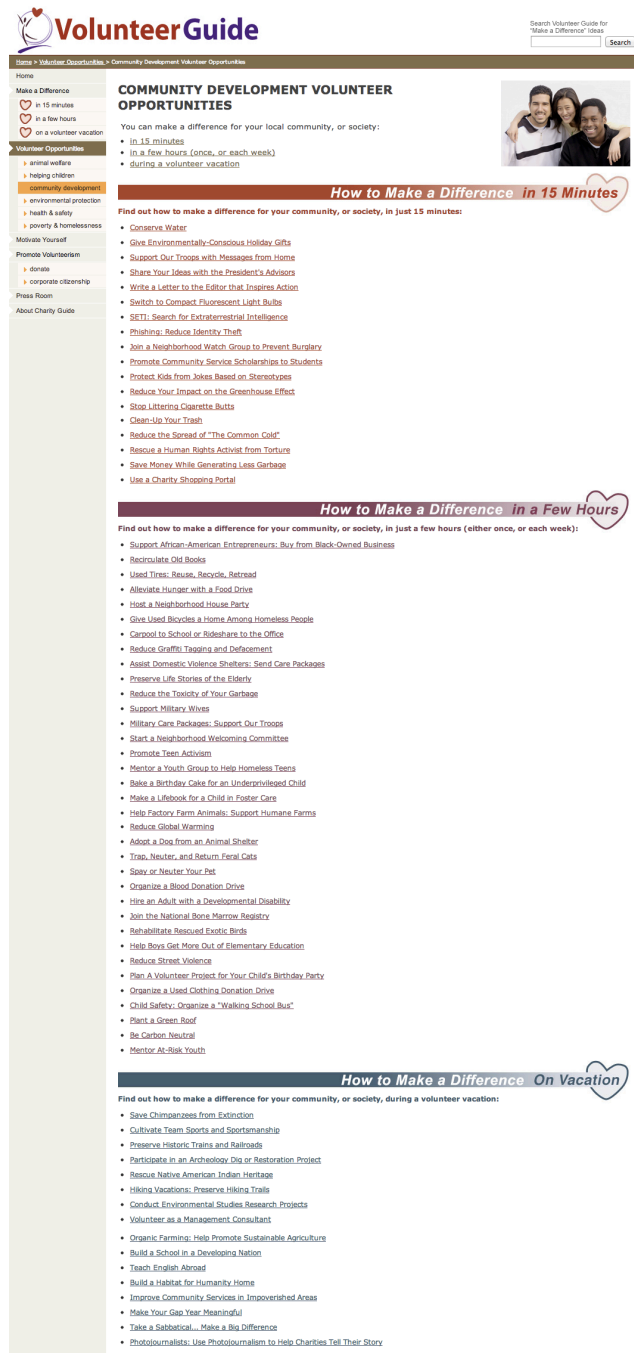 VolunteerGuide
Search Volunteer Guide for
"Make a Difference" Ideas
Search
Home > Volunteer Opportunities > Community Development Volunteer Opportunities
Home
Make a Difference
in 15 minutes
in a few hours
on a volunteer vacation
Volunteer Opportunities
animal welfare
helping children
community development
environmental protection
health & safety
poverty & homelessness
Motivate Yourself
Promote Volunteerism
donate
corporate citizenship
Press Room
About Charity Guide
COMMUNITY DEVELOPMENT VOLUNTEER
OPPORTUNITIES
You can make a difference for your local community, or society:
• in 15 minutes
• in a few hours (once, or each week)
• during a volunteer vacation
How to Make a Difference in 15 Minutes
Find out how to make a difference for your community, or society, in just 15 minutes:
• Conserve Water
• Give Environmentally-Conscious Holiday Gifts
• Support Our Troops with Messages from Home
• Share Your Ideas with the President's Advisors
• Write a Letter to the Editor that Inspires Action
• Switch to Compact Fluorescent Light Bulbs
• SETI: Search for Extraterrestrial Intelligence
• Phishing: Reduce Identity Theft
• Join a Neighborhood Watch Group to Prevent Burglary
• Promote Community Service Scholarships to Students
• Protect Kids from Jokes Based on Stereotypes
• Reduce Your Impact on the Greenhouse Effect
• Stop Littering Cigarette Butts
• Clean-Up Your Trash
• Reduce the Spread of "The Common Cold"
• Rescue a Human Rights Activist from Torture
• Save Money While Generating Less Garbage
• Use a Charity Shopping Portal
How to Make a Difference in a Few Hours
Find out how to make a difference for your community, or society, in just a few hours (either once, or each week):
• Support African-American Entrepreneurs: Buy from Black-Owned Business
• Recirculate Old Books
• Used Tires: Reuse, Recycle, Retread
• Alleviate Hunger with a Food Drive
• Host a Neighborhood House Party
• Give Used Bicycles a Home Among Homeless People
• Carpool to School or Rideshare to the Office
• Reduce Graffiti Tagging and Defacement
• Assist Domestic Violence Shelters: Send Care Packages
• Preserve Life Stories of the Elderly
• Reduce the Toxicity of Your Garbage
• Support Military Wives
• Military Care Packages: Support Our Troops
• Start a Neighborhood Welcoming Committee
• Promote Teen Activism
• Mentor a Youth Group to Help Homeless Teens
• Bake a Birthday Cake for an Underprivileged Child
• Make a Lifebook for a Child in Foster Care
• Help Factory Farm Animals: Support Humane Farms
• Reduce Global Warming
• Adopt a Dog from an Animal Shelter
• Trap, Neuter, and Return Feral Cats
• Spay or Neuter Your Pet
• Organize a Blood Donation Drive
• Hire an Adult with a Developmental Disability
• Join the National Bone Marrow Registry
• Rehabilitate Rescued Exotic Birds
• Help Boys Get More Out of Elementary Education
• Reduce Street Violence
• Plan A Volunteer Project for Your Child's Birthday Party
• Organize a Used Clothing Donation Drive
• Child Safety: Organize a "Walking School Bus"
• Plant a Green Roof
• Be Carbon Neutral
• Mentor At-Risk Youth
How to Make a Difference On Vacation
Find out how to make a difference for your community, or society, during a volunteer vacation:
• Save Chimpanzees from Extinction
• Cultivate Team Sports and Sportsmanship
• Preserve Historic Trains and Railroads
• Participate in an Archeology Dig or Restoration Project
• Rescue Native American Indian Heritage
• Hiking Vacations: Preserve Hiking Trails
• Conduct Environmental Studies Research Projects
• Volunteer as a Management Consultant
• Organic Farming: Help Promote Sustainable Agriculture
• Build a School in a Developing Nation
• Teach English Abroad
• Build a Habitat for Humanity Home
• Improve Community Services in Impoverished Areas
• Make Your Gap Year Meaningful
• Take a Sabbatical... Make a Big Difference
• Photojournalists: Use Photojournalism to Help Charities Tell Their Story